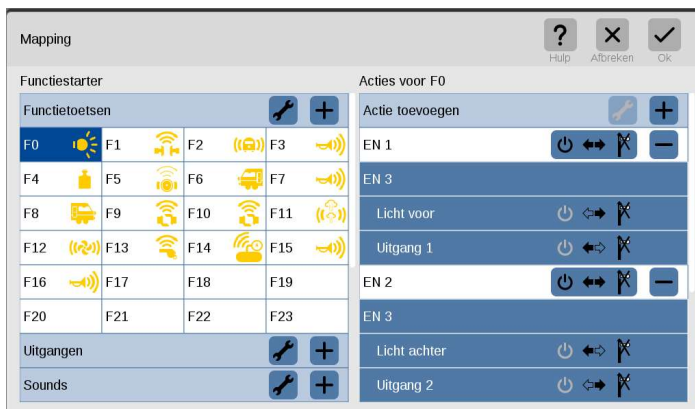 Mapping
Hulp
Afbreken
Ok
Functiestarter
Acties voor F0
Functietoetsen
Actie toevoegen
F0 F1 F2 F3
EN 1
F4 F5 F6 F7
EN 3
F8 F9 F10 F11
Licht voor
F12 F13 F14 F15
Uitgang 1
F16 F17 F18 F19
EN 2
F20 F21 F22 F23
EN 3
Uitgangen
Licht achter
Sounds
Uitgang 2